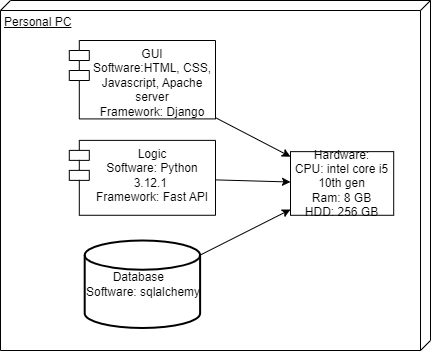 Personal PC
GUI
Software:HTML, CSS,
Javascript, Apache
server
Framework: Django
Logic
Software: Python
3.12.1
Framework: Fast API
Hardware:
CPU: intel core i5
10th gen
Ram: 8 GB
HDD: 256 GB
Database
Software: sqlalchemy